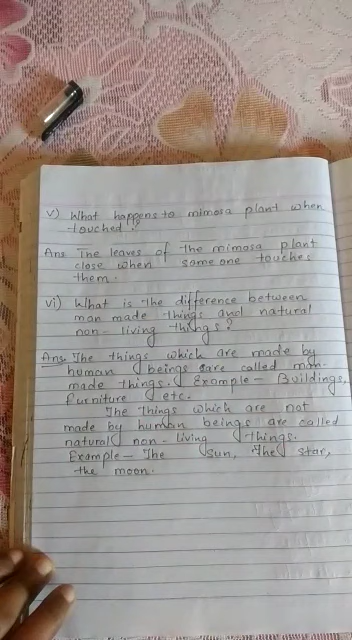 v) What happens to mimosa plant when
touched?
Ans The leaves of the mimosa plant
close when some one touches
them.
vi) What is the difference between
man made things and natural
non-living things?
Ans. The things which are made by
human beings are called man-
made things. Example - Buildings,
furniture etc.
The things which are not
made by human beings are called
natural non-living things.
Example - The Sun, The star,
the moon.